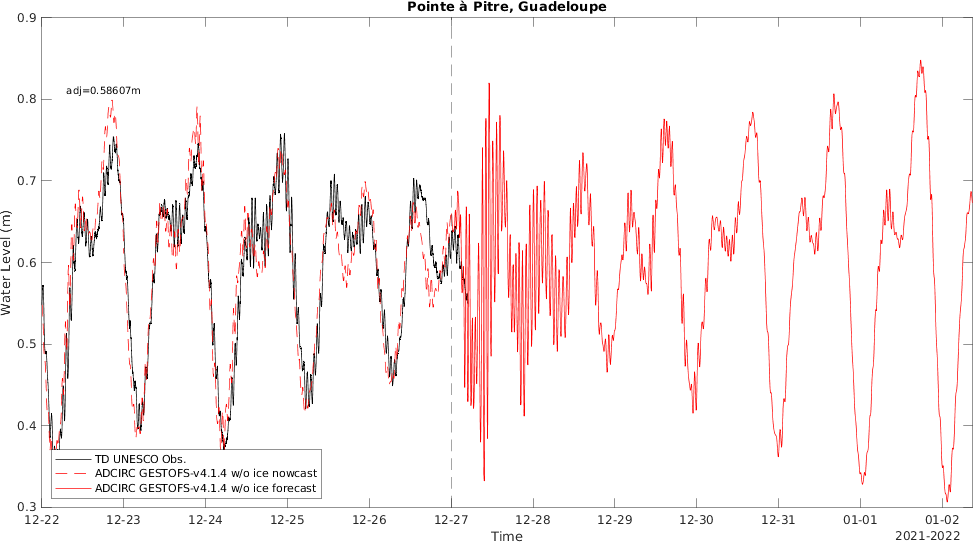 Pointe à Pitre, Guadeloupe
0.9
0.8
0.7
0.6
0.5
0.4
0.3
Water Level (m)
adj=0.58607m
TD UNESCO Obs.
ADCIRC GESTOFS-v4.1.4 w/o ice nowcast
ADCIRC GESTOFS-v4.1.4 w/o ice forecast
12-22 12-23 12-24 12-25 12-26 12-27 12-28 12-29 12-30 12-31 01-01 01-02
Time
2021-2022